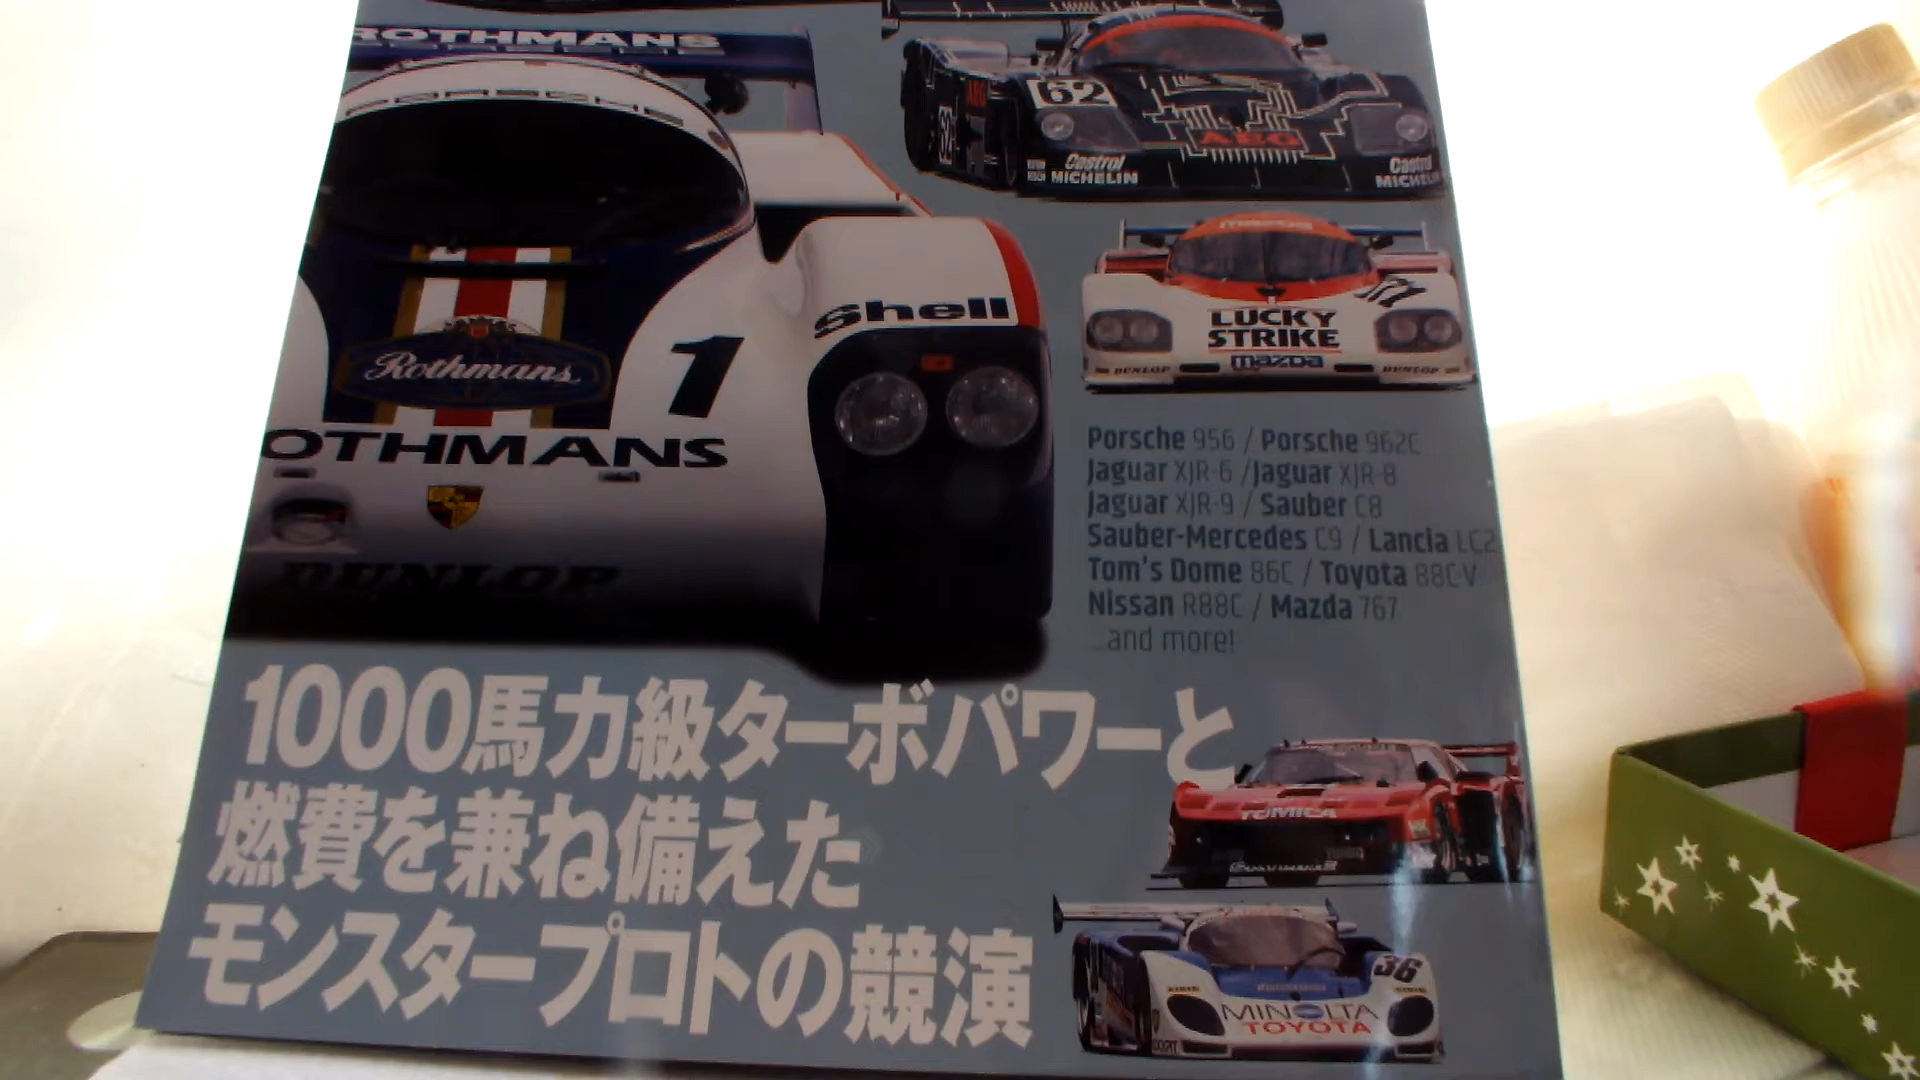 ROTHMANS
PORSCHE
Rothmans
1
Shell
OTHMANS
DUNLOP
62
AEG
62
AEG
Castrol
MICHELIN
Castrol
MICHELIN
LUCKY
STRIKE
mazda
DUNLOP
DUNLOP
Porsche 956 / Porsche 962C
Jaguar XJR-6 / Jaguar XJR-8
Jaguar XJR-9 / Sauber C8
Sauber-Mercedes C9 / Lancia LC2
Tom's Dome 86C / Toyota 88C-V
Nissan R88C / Mazda 767
...and more!
1000馬力級ターボパワーと
燃費を兼ね備えた
モンスタープロトの競演
TOMICA
36
MINOLTA
TOYOTA